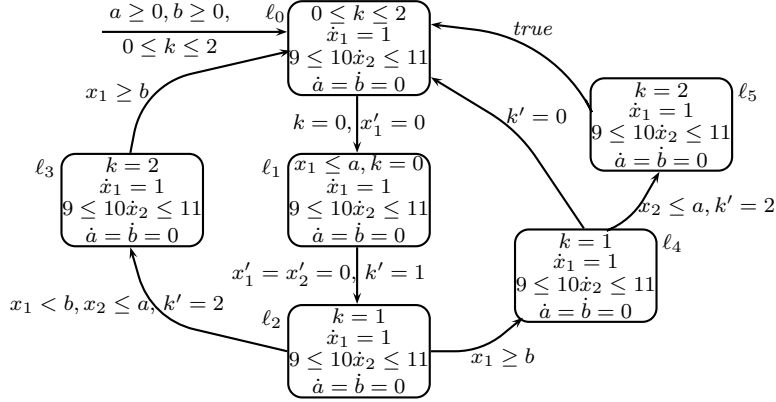 a ≥ 0, b ≥ 0,
0 ≤ k ≤ 2
ℓ₀
0 ≤ k ≤ 2
ẋ₁ = 1
9 ≤ 10ẋ₂ ≤ 11
ȧ = ḃ = 0
true
x₁ ≥ b
k = 0, x′₁ = 0
k′ = 0
ℓ₅
k = 2
ẋ₁ = 1
9 ≤ 10ẋ₂ ≤ 11
ȧ = ḃ = 0
ℓ₃
k = 2
ẋ₁ = 1
9 ≤ 10ẋ₂ ≤ 11
ȧ = ḃ = 0
ℓ₁
x₁ ≤ a, k = 0
ẋ₁ = 1
9 ≤ 10ẋ₂ ≤ 11
ȧ = ḃ = 0
x₂ ≤ a, k′ = 2
ℓ₄
k = 1
ẋ₁ = 1
9 ≤ 10ẋ₂ ≤ 11
ȧ = ḃ = 0
x′₁ = x′₂ = 0, k′ = 1
x₁ < b, x₂ ≤ a, k′ = 2
ℓ₂
k = 1
ẋ₁ = 1
9 ≤ 10ẋ₂ ≤ 11
ȧ = ḃ = 0
x₁ ≥ b